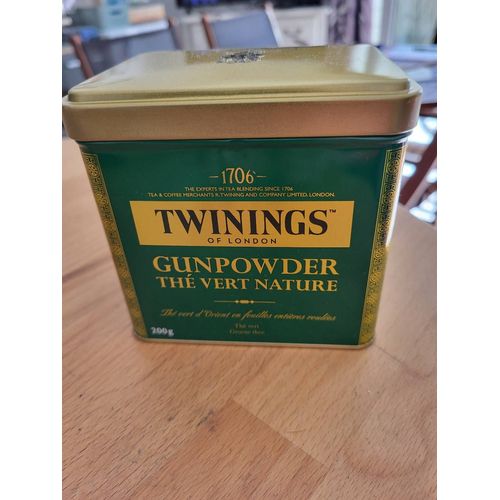 1706
THE EXPERTS IN TEA BLENDING SINCE 1706
TEA & COFFEE MERCHANTS R. TWINING AND COMPANY LIMITED, LONDON.
TWININGS™
OF LONDON
GUNPOWDER
THÉ VERT NATURE
Thé vert d'Orient en feuilles entières roulées
200g
Thé vert
Groene thee